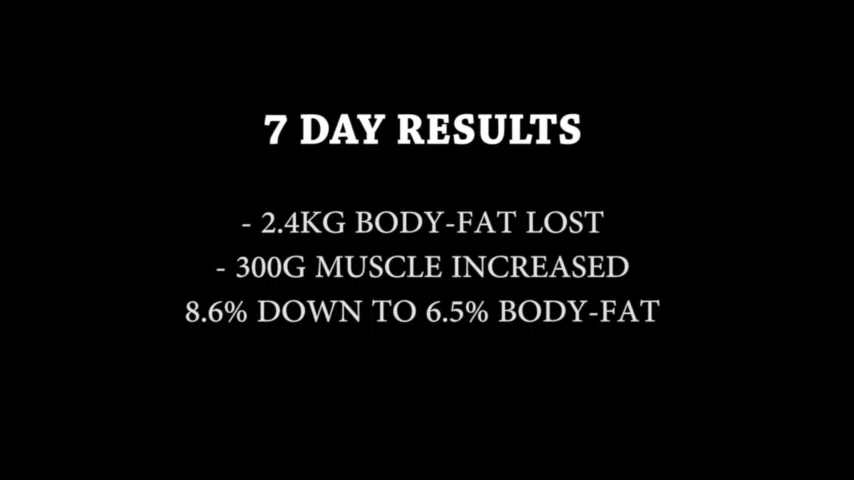 7 DAY RESULTS
- 2.4KG BODY-FAT LOST
- 300G MUSCLE INCREASED
8.6% DOWN TO 6.5% BODY-FAT